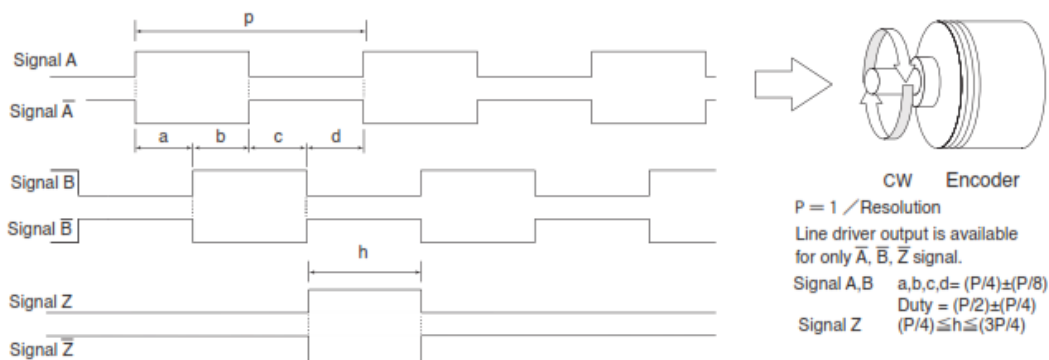 p
Signal A
Signal A̅
a b c d
Signal B
Signal B̅
h
Signal Z
Signal Z̅
CW Encoder
P = 1 ／Resolution
Line driver output is available
for only A̅, B̅, Z̅ signal.
Signal A,B a,b,c,d= (P/4)±(P/8)
Duty = (P/2)±(P/4)
Signal Z (P/4)≦h≦(3P/4)